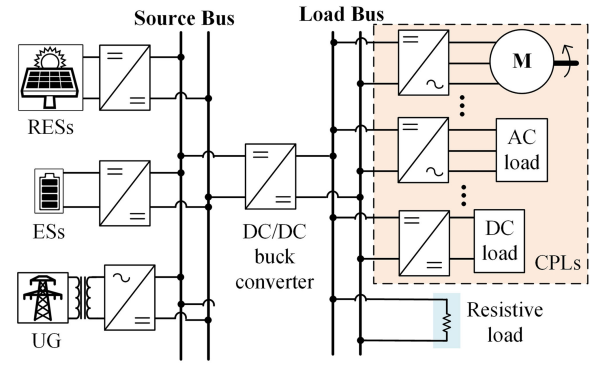 Source Bus
Load Bus
M
RESs
AC
load
ESs
DC/DC
buck
converter
DC
load
CPLs
UG
Resistive
load